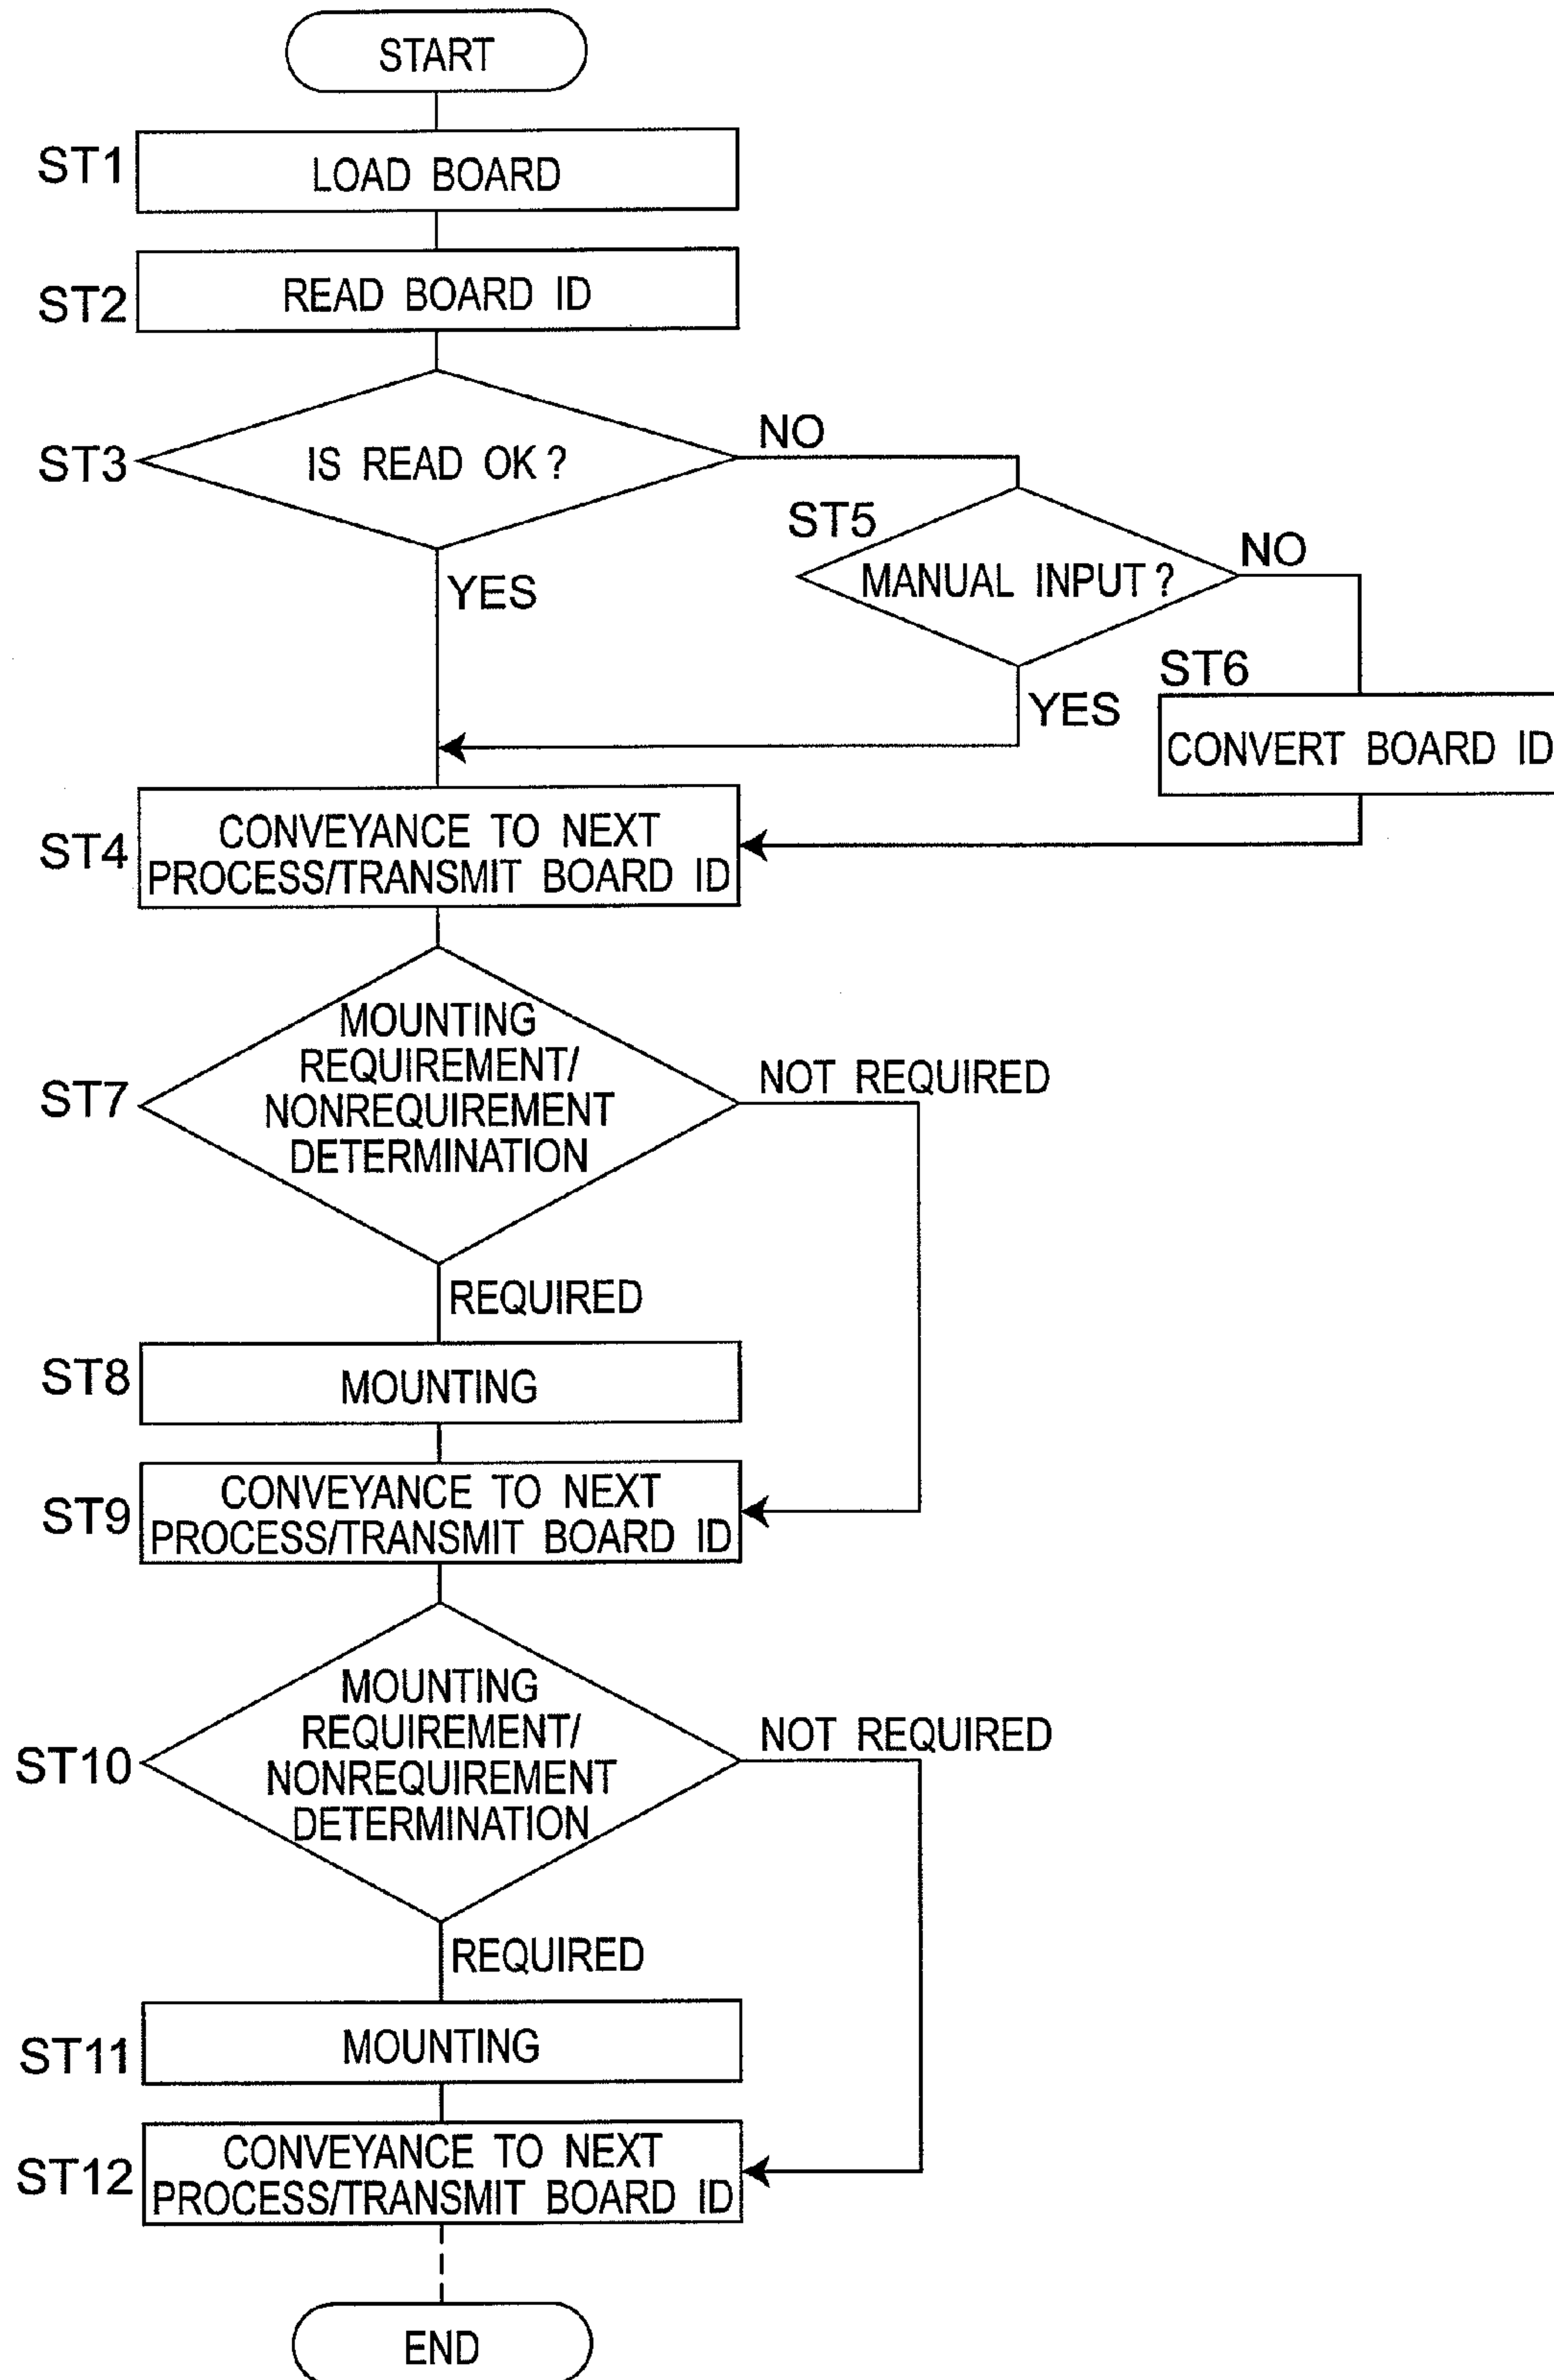 START
ST1
LOAD BOARD
ST2
READ BOARD ID
ST3
IS READ OK?
NO
ST5
MANUAL INPUT?
NO
YES
YES
ST6
CONVERT BOARD ID
ST4
CONVEYANCE TO NEXT
PROCESS/TRANSMIT BOARD ID
ST7
MOUNTING
REQUIREMENT/
NONREQUIREMENT
DETERMINATION
NOT REQUIRED
REQUIRED
ST8
MOUNTING
ST9
CONVEYANCE TO NEXT
PROCESS/TRANSMIT BOARD ID
ST10
MOUNTING
REQUIREMENT/
NONREQUIREMENT
DETERMINATION
NOT REQUIRED
REQUIRED
ST11
MOUNTING
ST12
CONVEYANCE TO NEXT
PROCESS/TRANSMIT BOARD ID
END